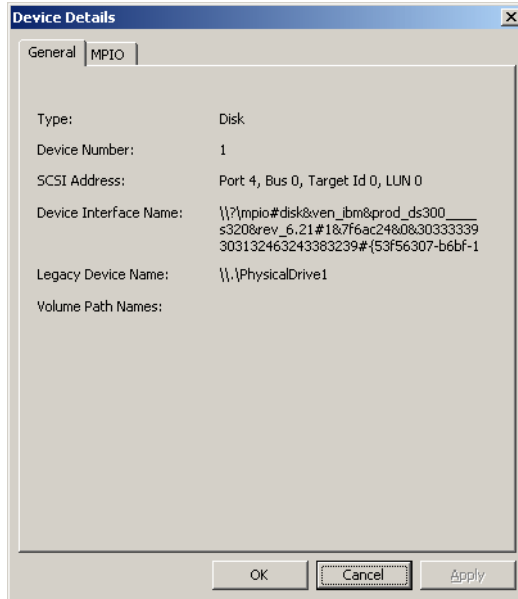 Device Details
General MPIO
Type: Disk
Device Number: 1
SCSI Address: Port 4, Bus 0, Target Id 0, LUN 0
Device Interface Name: \\?\mpio#disk&ven_ibm&prod_ds300____
s320&rev_6.21#1&7f6ac24&0&30333339
303132463243383239#{53f56307-b6bf-1
Legacy Device Name: \\.\PhysicalDrive1
Volume Path Names:
OK Cancel Apply